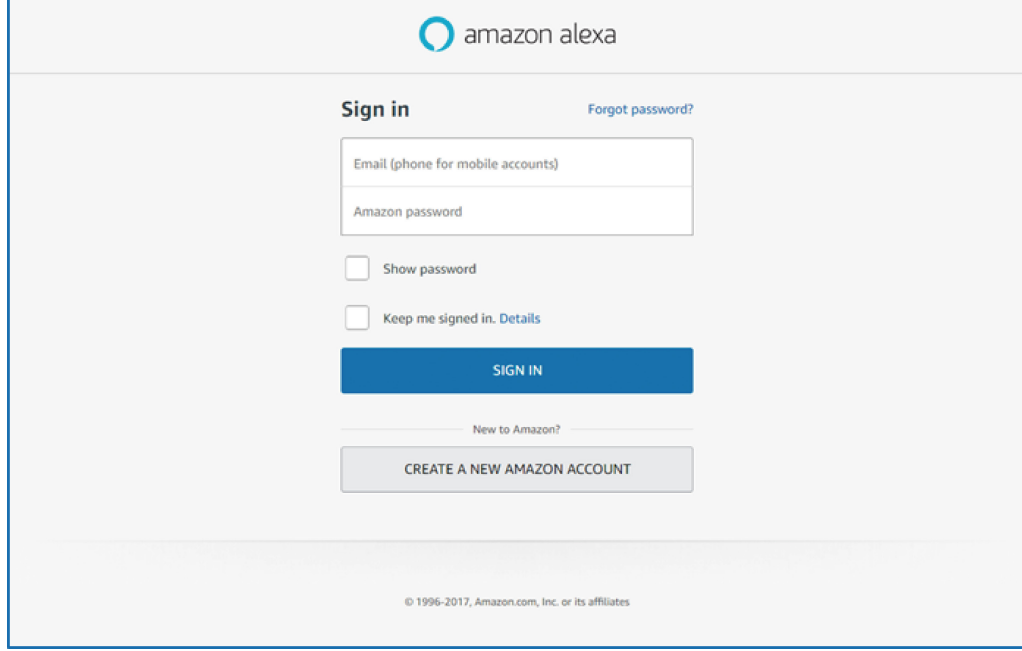 amazon alexa
Sign in
Forgot password?
Email (phone for mobile accounts)
Amazon password
Show password
Keep me signed in. Details
SIGN IN
New to Amazon?
CREATE A NEW AMAZON ACCOUNT
© 1996-2017, Amazon.com, Inc. or its affiliates